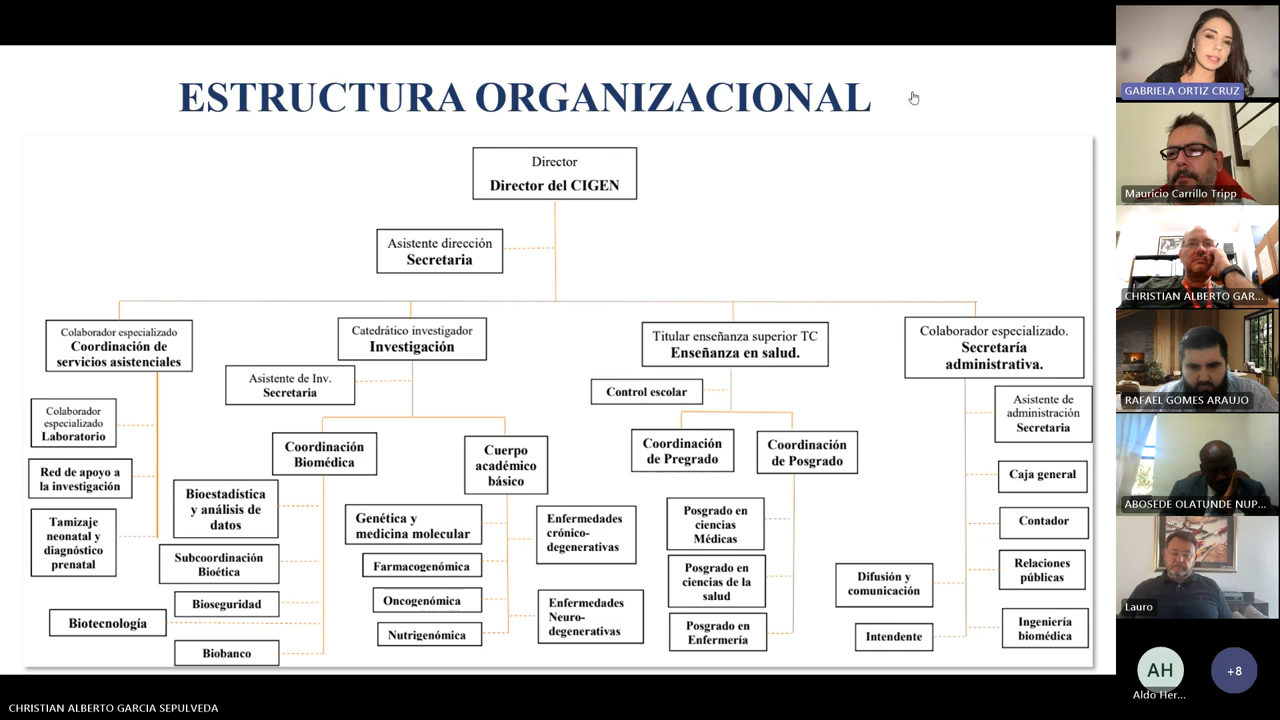 ESTRUCTURA ORGANIZACIONAL
Director
Director del CIGEN
Asistente dirección
Secretaria
Colaborador especializado
Coordinación de
servicios asistenciales
Catedrático investigador
Investigación
Titular enseñanza superior TC
Enseñanza en salud.
Colaborador especializado.
Secretaría
administrativa.
Colaborador
especializado
Laboratorio
Red de apoyo a
la investigación
Tamizaje
neonatal y
diagnóstico
prenatal
Asistente de Inv.
Secretaria
Coordinación
Biomédica
Bioestadística
y análisis de
datos
Subcoordinación
Bioética
Bioseguridad
Biotecnología
Biobanco
Cuerpo
académico
básico
Genética y
medicina molecular
Farmacogenómica
Oncogenómica
Nutrigenómica
Enfermedades
crónico-
degenerativas
Enfermedades
Neuro-
degenerativas
Control escolar
Coordinación
de Pregrado
Coordinación
de Posgrado
Posgrado en
ciencias
Médicas
Posgrado en
ciencias de la
salud
Posgrado en
Enfermería
Asistente de
administración
Secretaria
Caja general
Contador
Relaciones
públicas
Ingeniería
biomédica
Difusión y
comunicación
Intendente
GABRIELA ORTIZ CRUZ
Mauricio Carrillo Tripp
CHRISTIAN ALBERTO GAR...
RAFAEL GOMES ARAUJO
ABOSEDE OLATUNDE NUP...
Lauro
AH
Aldo Her...
+8
CHRISTIAN ALBERTO GARCIA SEPULVEDA